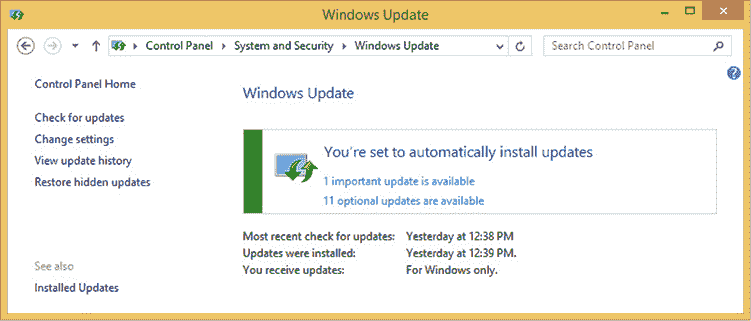 Windows Update
Control Panel System and Security Windows Update
Search Control Panel
Control Panel Home
Check for updates
Change settings
View update history
Restore hidden updates
See also
Installed Updates
Windows Update
You're set to automatically install updates
1 important update is available
11 optional updates are available
Most recent check for updates: Yesterday at 12:38 PM
Updates were installed: Yesterday at 12:39 PM.
You receive updates: For Windows only.